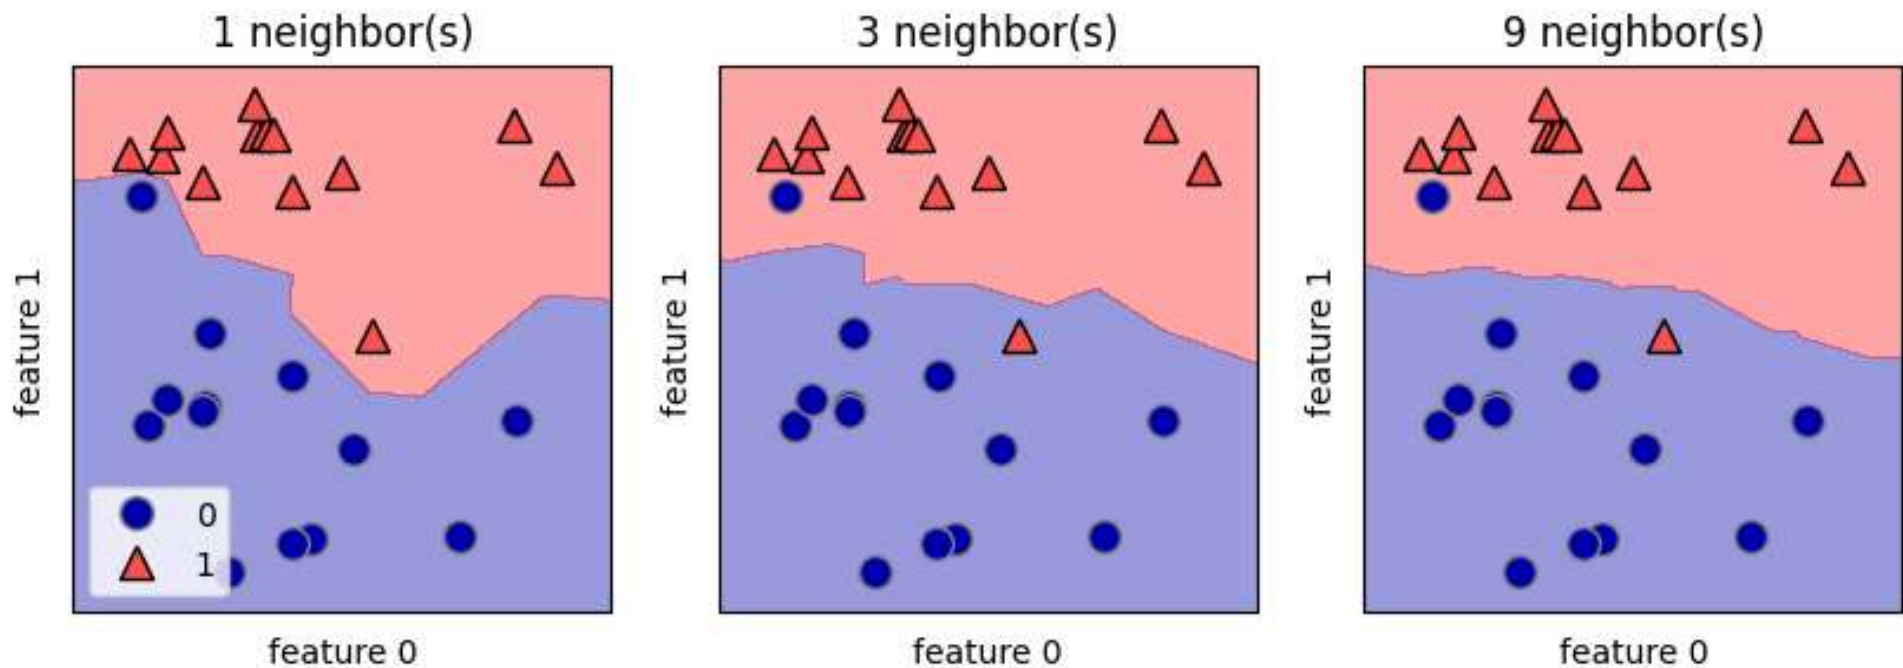 1 neighbor(s)
3 neighbor(s)
9 neighbor(s)
feature 1
feature 1
feature 1
0
1
feature 0
feature 0
feature 0